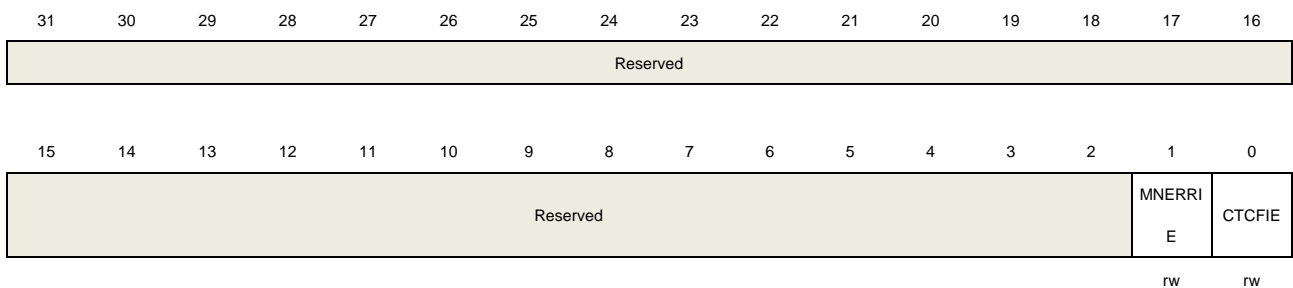 31 30 29 28 27 26 25 24 23 22 21 20 19 18 17 16
Reserved
15 14 13 12 11 10 9 8 7 6 5 4 3 2 1 0
Reserved
MNERRI
E
CTCFIE
rw rw